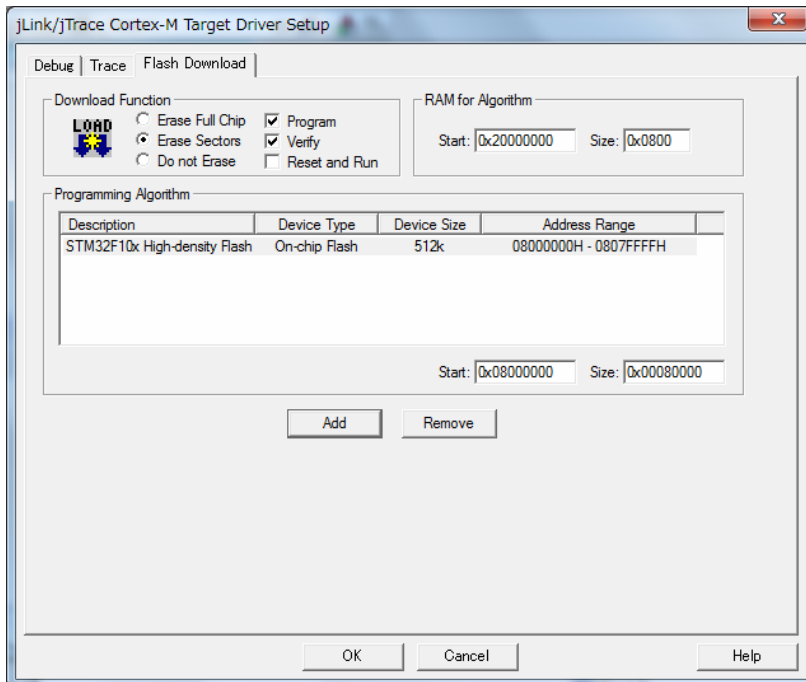 jLink/jTrace Cortex-M Target Driver Setup
Debug Trace Flash Download
Download Function
LOAD
Erase Full Chip
Erase Sectors
Do not Erase
Program
Verify
Reset and Run
RAM for Algorithm
Start: 0x20000000 Size: 0x0800
Programming Algorithm
Description Device Type Device Size Address Range
STM32F10x High-density Flash On-chip Flash 512k 08000000H - 0807FFFFH
Start: 0x08000000 Size: 0x00080000
Add Remove
OK Cancel Help